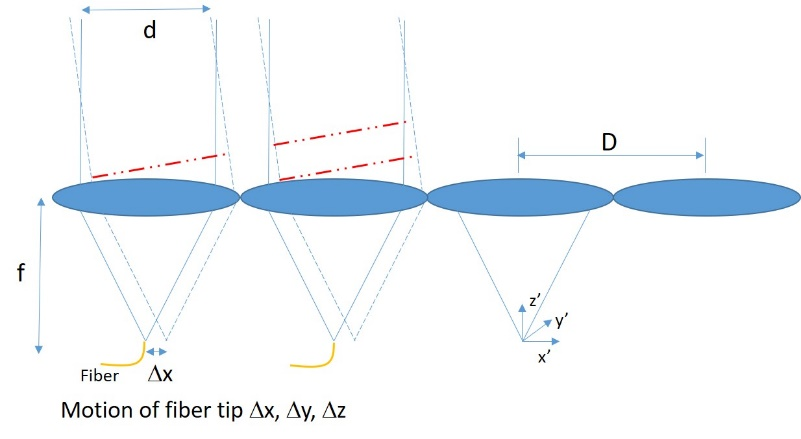 d
D
f
z’
y’
x’
Fiber
Δx
Motion of fiber tip Δx, Δy, Δz